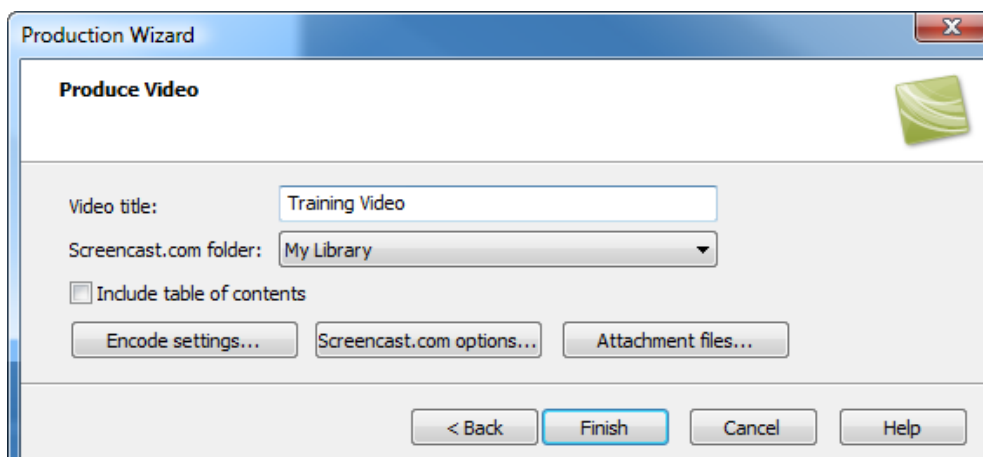 Production Wizard
Produce Video
Video title: Training Video
Screencast.com folder: My Library
Include table of contents
Encode settings... Screencast.com options... Attachment files...
< Back Finish Cancel Help